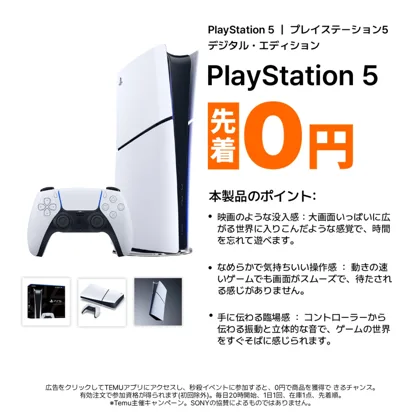 PlayStation 5 | プレイステーション5
デジタル・エディション
PlayStation 5
先着0円
本製品のポイント:
• 映画のような没入感：大画面いっぱいに広
がる世界に入りこんだような感覚で、時間
を忘れて遊べます。
• なめらかで気持ちいい操作感 ： 動きの速
いゲームでも画面がスムーズで、待たされ
る感じがありません。
• 手に伝わる臨場感 ： コントローラーから
伝わる振動と立体的な音で、ゲームの世界
をすぐそばに感じられます。
広告をクリックしてTEMUアプリにアクセスし、秒殺イベントに参加すると、0円で商品を獲得で きるチャンス。
有効注文で参加資格が得られます(初回除外)。毎日20時開始、1日1回、在庫1点、先着順。
※Temu主催キャンペーン。SONYの協賛によるものではありません。